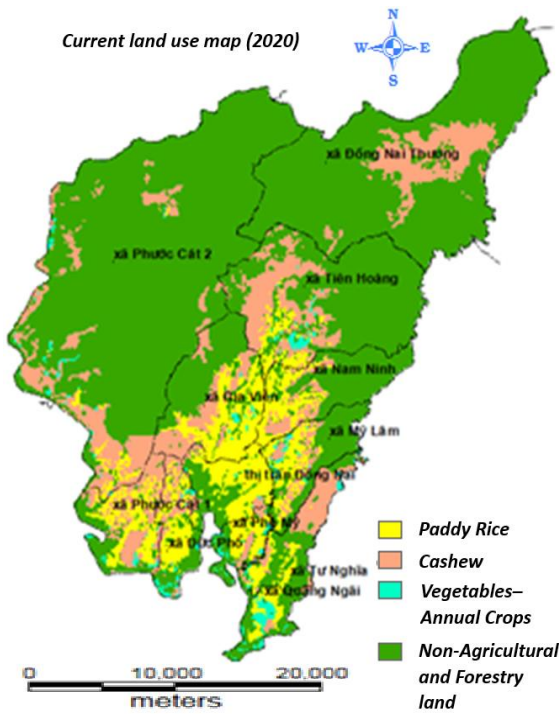 Current land use map (2020)
N
W E
S
xã Đồng Nai Thượng
xã Phước Cát 2
xã Tiên Hoàng
xã Nam Ninh
xã Gia Viễn
xã Mỹ Lâm
thị trấn Đồng Nai
xã Phước Cát 1
xã Phù Mỹ
xã Đức Phổ
xã Tư Nghĩa
xã Quảng Ngãi
Paddy Rice
Cashew
Vegetables–
Annual Crops
Non-Agricultural
and Forestry
land
0 10,000 20,000
meters